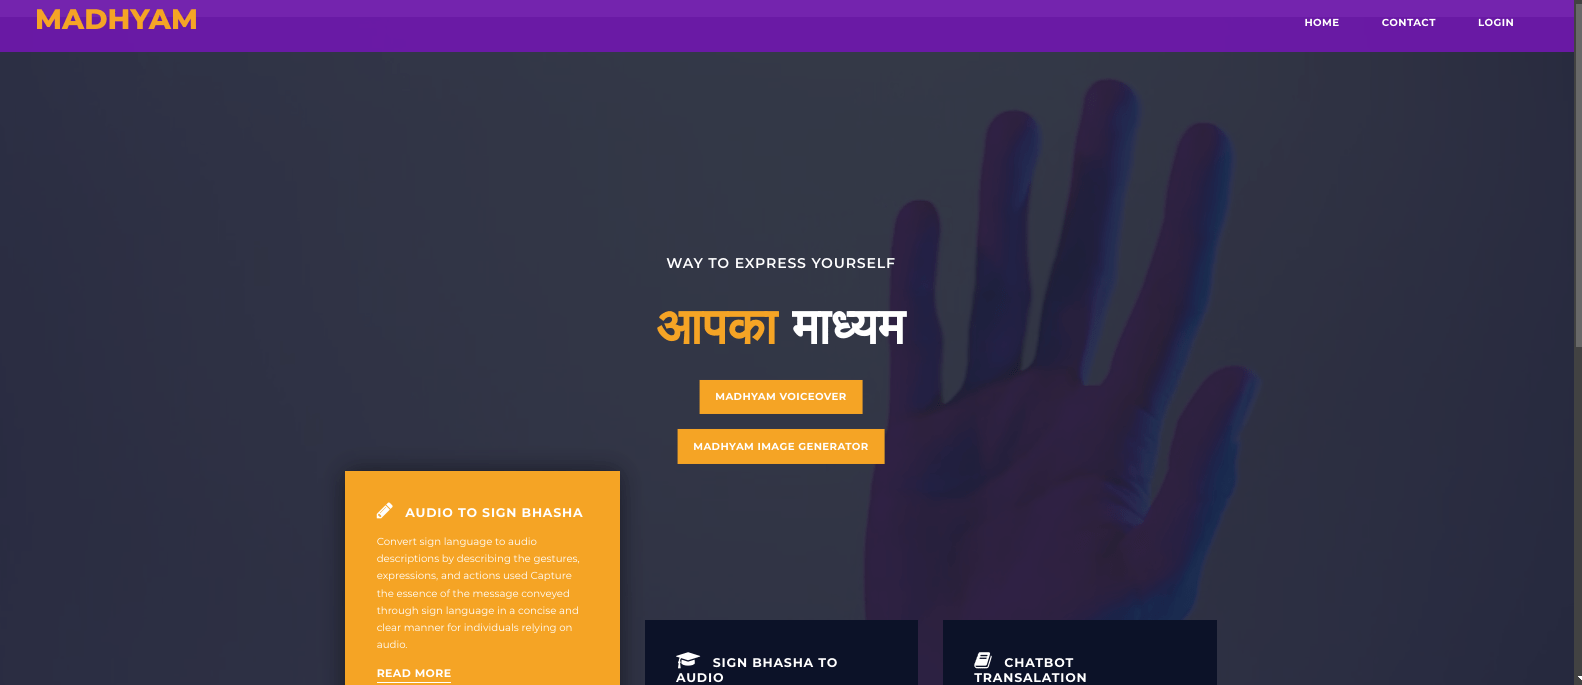 MADHYAM
HOME
CONTACT
LOGIN
WAY TO EXPRESS YOURSELF
आपका माध्यम
MADHYAM VOICEOVER
MADHYAM IMAGE GENERATOR
AUDIO TO SIGN BHASHA
Convert sign language to audio
descriptions by describing the gestures,
expressions, and actions used Capture
the essence of the message conveyed
through sign language in a concise and
clear manner for individuals relying on
audio.
READ MORE
SIGN BHASHA TO
AUDIO
CHATBOT
TRANSALATION